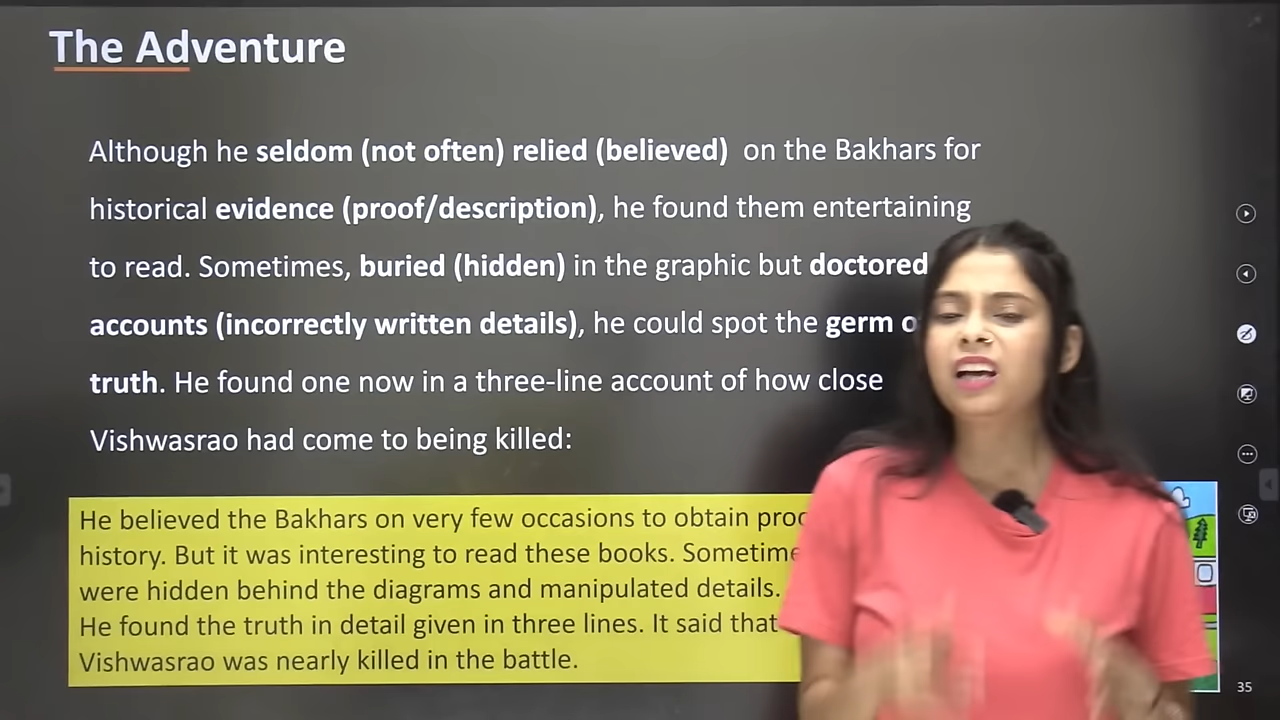 The Adventure
Although he seldom (not often) relied (believed) on the Bakhars for
historical evidence (proof/description), he found them entertaining
to read. Sometimes, buried (hidden) in the graphic but doctored
accounts (incorrectly written details), he could spot the germ
truth. He found one now in a three-line account of how close
Vishwasrao had come to being killed:
He believed the Bakhars on very few occasions to obtain
history. But it was interesting to read these books.
were hidden behind the diagrams and manipulated details.
He found the truth in detail given in three lines. It said that
Vishwasrao was nearly killed in the battle.
35